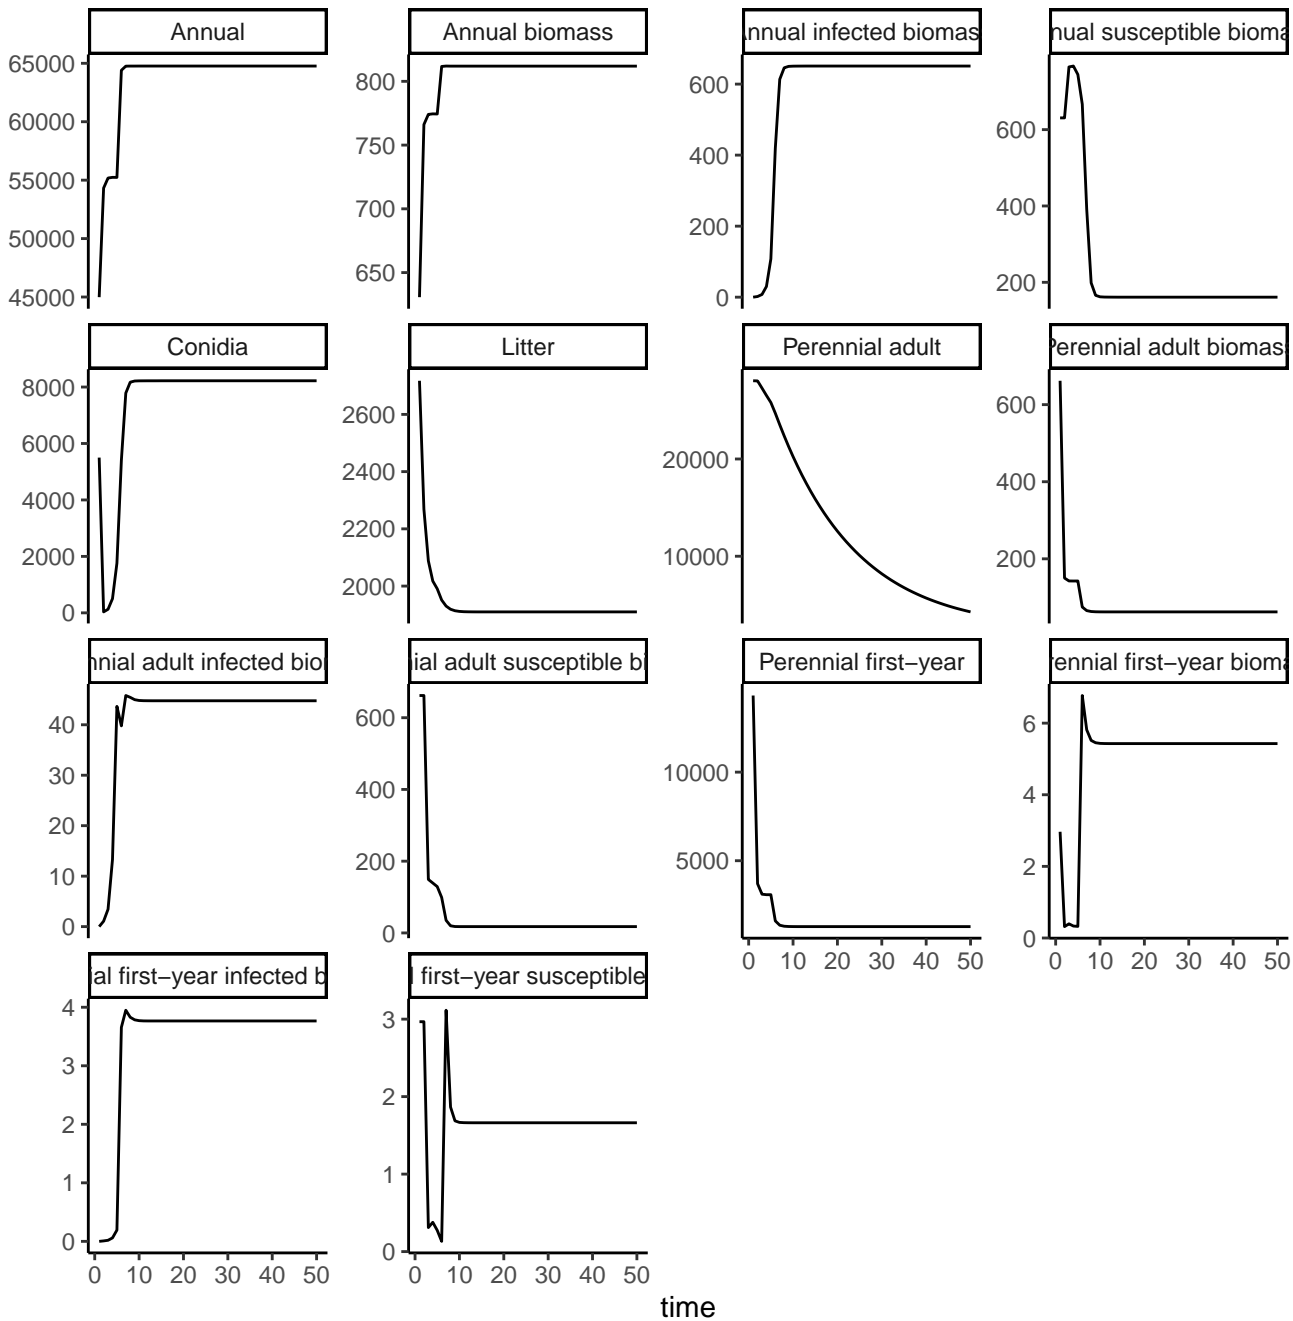 Annual
Annual biomass
Annual infected biomas
nual susceptible bioma
65000
60000
55000
50000
45000
800
750
700
650
600
400
200
0
600
400
200
Conidia
Litter
Perennial adult
Perennial adult biomas
8000
6000
4000
2000
0
2600
2400
2200
2000
20000
10000
600
400
200
nnial adult infected bio
ial adult susceptible bi
Perennial first−year
rennial first−year bioma
40
30
20
10
0
600
400
200
0
10000
5000
0 10 20 30 40 50
6
4
2
0
0 10 20 30 40 50
ial first−year infected b
l first−year susceptible
4
3
2
1
0
0 10 20 30 40 50
3
2
1
0
0 10 20 30 40 50
time